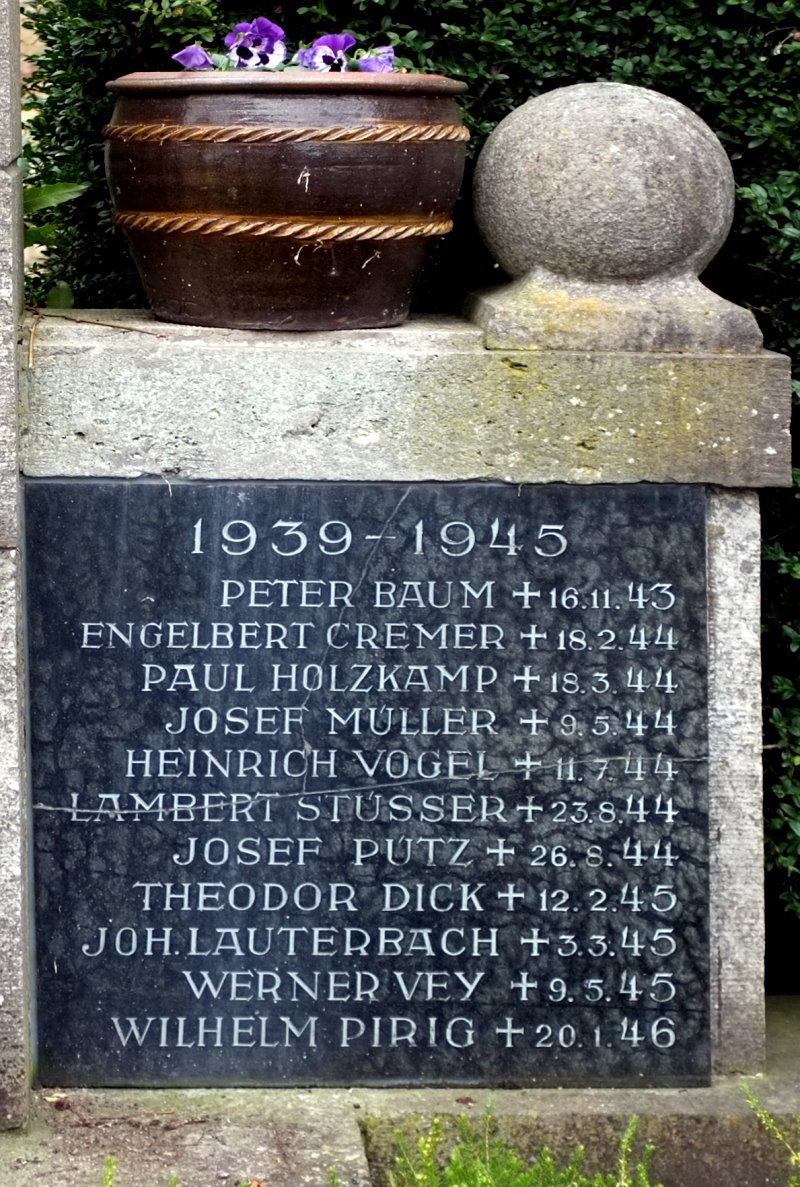 1939-1945
PETER BAUM + 16.11.43
ENGELBERT CREMER + 18.2.44
PAUL HOLZKAMP + 18.3.44
JOSEF MÜLLER + 9.5.44
HEINRICH VOGEL + 11.7.44
LAMBERT STÜSSER + 23.8.44
JOSEF PÜTZ + 26.8.44
THEODOR DICK + 12.2.45
JOH. LAUTERBACH + 3.3.45
WERNER VEY + 9.5.45
WILHELM PIRIG + 20.1.46